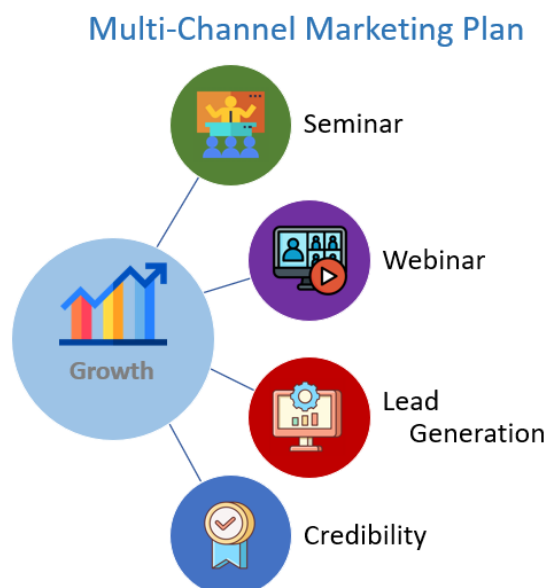 Multi-Channel Marketing Plan
Seminar
Webinar
Growth
Lead
Generation
Credibility